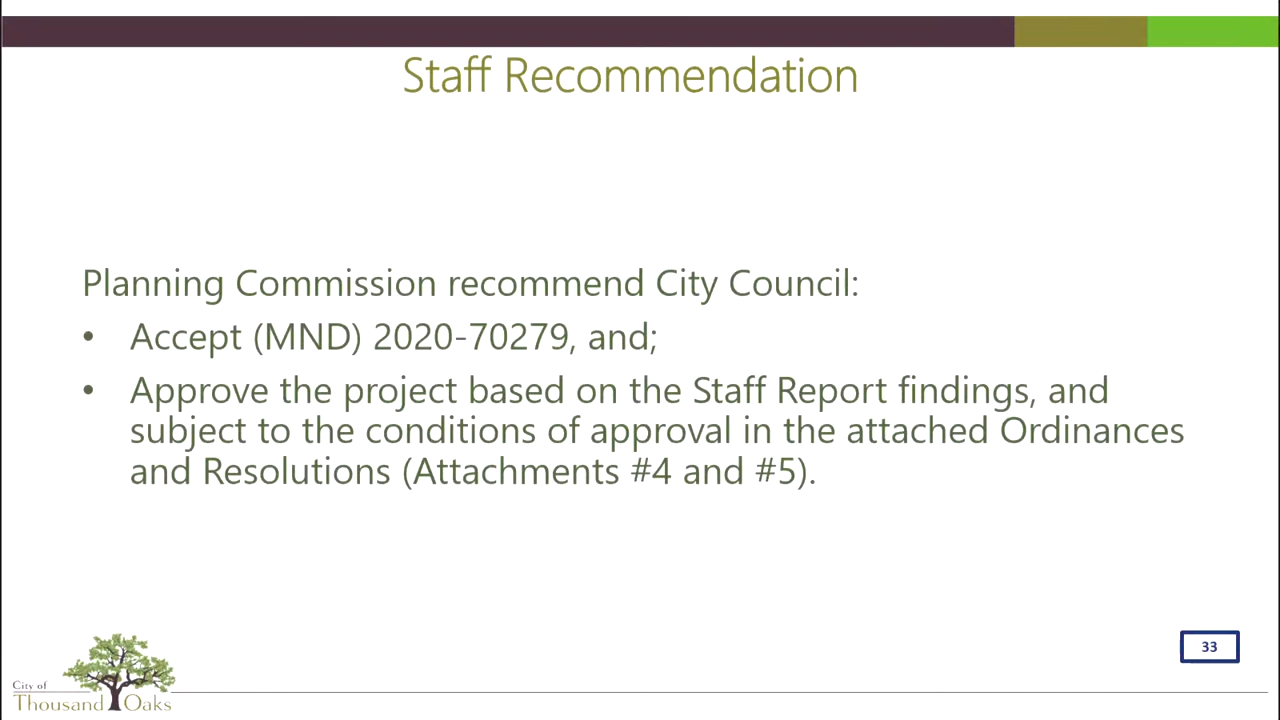 Staff Recommendation
Planning Commission recommend City Council:
• Accept (MND) 2020-70279, and;
• Approve the project based on the Staff Report findings, and
subject to the conditions of approval in the attached Ordinances
and Resolutions (Attachments #4 and #5).
33
City of
Thousand Oaks